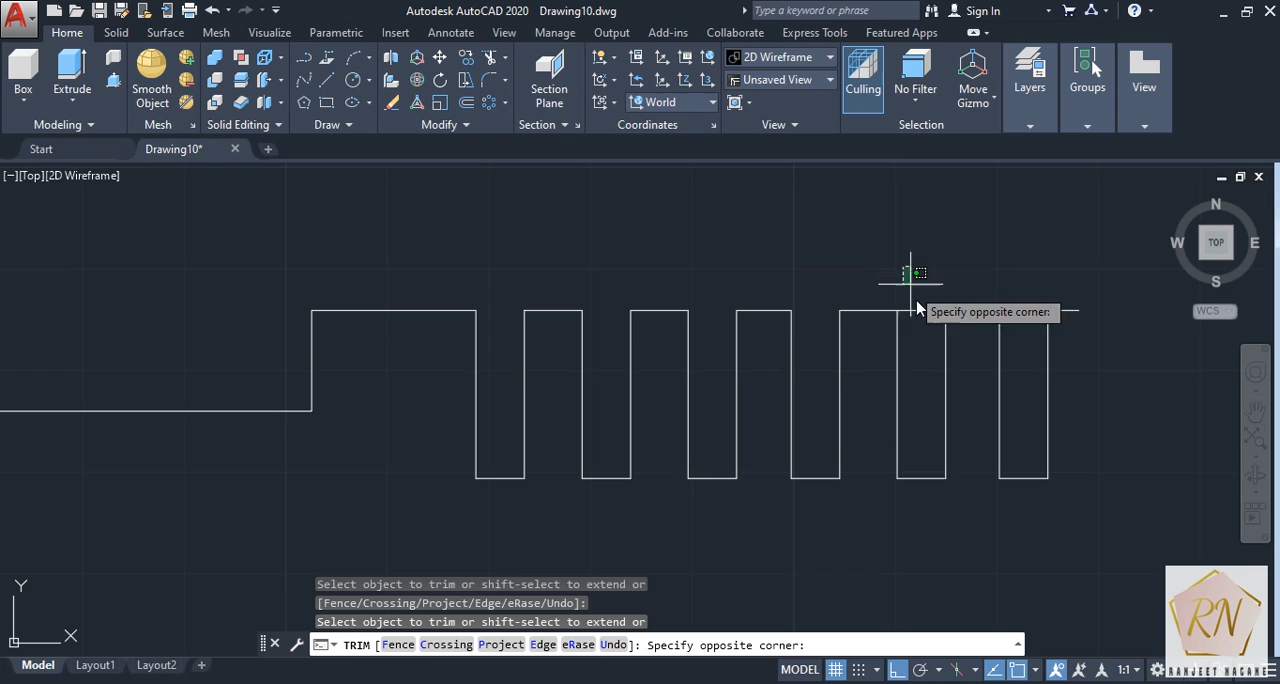 Autodesk AutoCAD 2020 Drawing10.dwg
Type a keyword or phrase
Sign In
Home Solid Surface Mesh Visualize Parametric Insert Annotate View Manage Output Add-ins Collaborate Express Tools Featured Apps
2D Wireframe
Unsaved View
World
Box Extrude Smooth Object Section Plane Culling No Filter Move Gizmo Layers Groups View
Modeling Mesh Solid Editing Draw Modify Section Coordinates View Selection
Start Drawing10*
[−][Top][2D Wireframe]
N
W TOP E
S
WCS
Specify opposite corner:
Y
X
Select object to trim or shift-select to extend or
[Fence/Crossing/Project/Edge/eRase/Undo]:
Select object to trim or shift-select to extend or
TRIM [Fence Crossing Project Edge eRase Undo]: Specify opposite corner:
RN
RANJEET NAGANE
Model Layout1 Layout2
MODEL 1:1